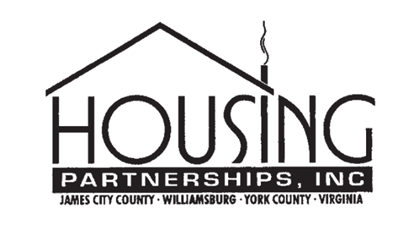 HOUSING
PARTNERSHIPS, INC
JAMES CITY COUNTY · WILLIAMSBURG · YORK COUNTY · VIRGINIA